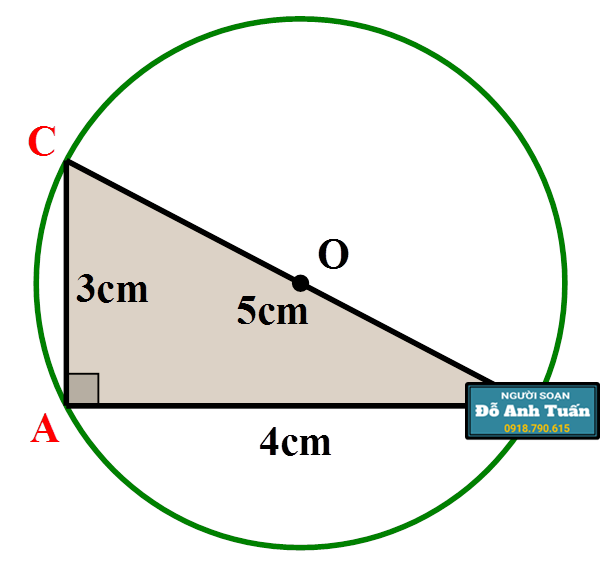 C
O
3cm
5cm
A
4cm
NGƯỜI SOẠN
Đỗ Anh Tuấn
0918.790.615